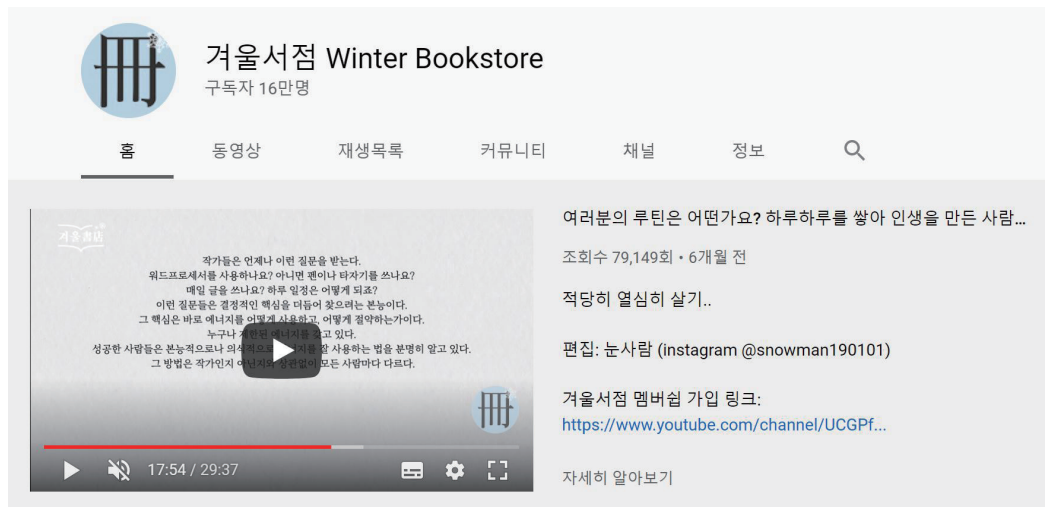 冊
겨울서점 Winter Bookstore
구독자 16만명
홈 동영상 재생목록 커뮤니티 채널 정보
겨울書店
작가들은 언제나 이런 질문을 받는다.
워드프로세서를 사용하나요? 아니면 펜이나 타자기를 쓰나요?
매일 글을 쓰나요? 하루 일정은 어떻게 되죠?
이런 질문들은 결정적인 핵심을 더듬어 찾으려는 본능이다.
그 핵심은 바로 에너지를 어떻게 사용하고, 어떻게 절약하는가이다.
누구나 제한된 에너지를 갖고 있다.
성공한 사람들은 본능적으로나 의식적으로 에너지를 잘 사용하는 법을 분명히 알고 있다.
그 방법은 작가인지 아닌지와 상관없이 모든 사람마다 다르다.
冊
17:54 / 29:37
여러분의 루틴은 어떤가요? 하루하루를 쌓아 인생을 만든 사람...
조회수 79,149회 • 6개월 전
적당히 열심히 살기..
편집: 눈사람 (instagram @snowman190101)
겨울서점 멤버쉽 가입 링크:
https://www.youtube.com/channel/UCGPf...
자세히 알아보기